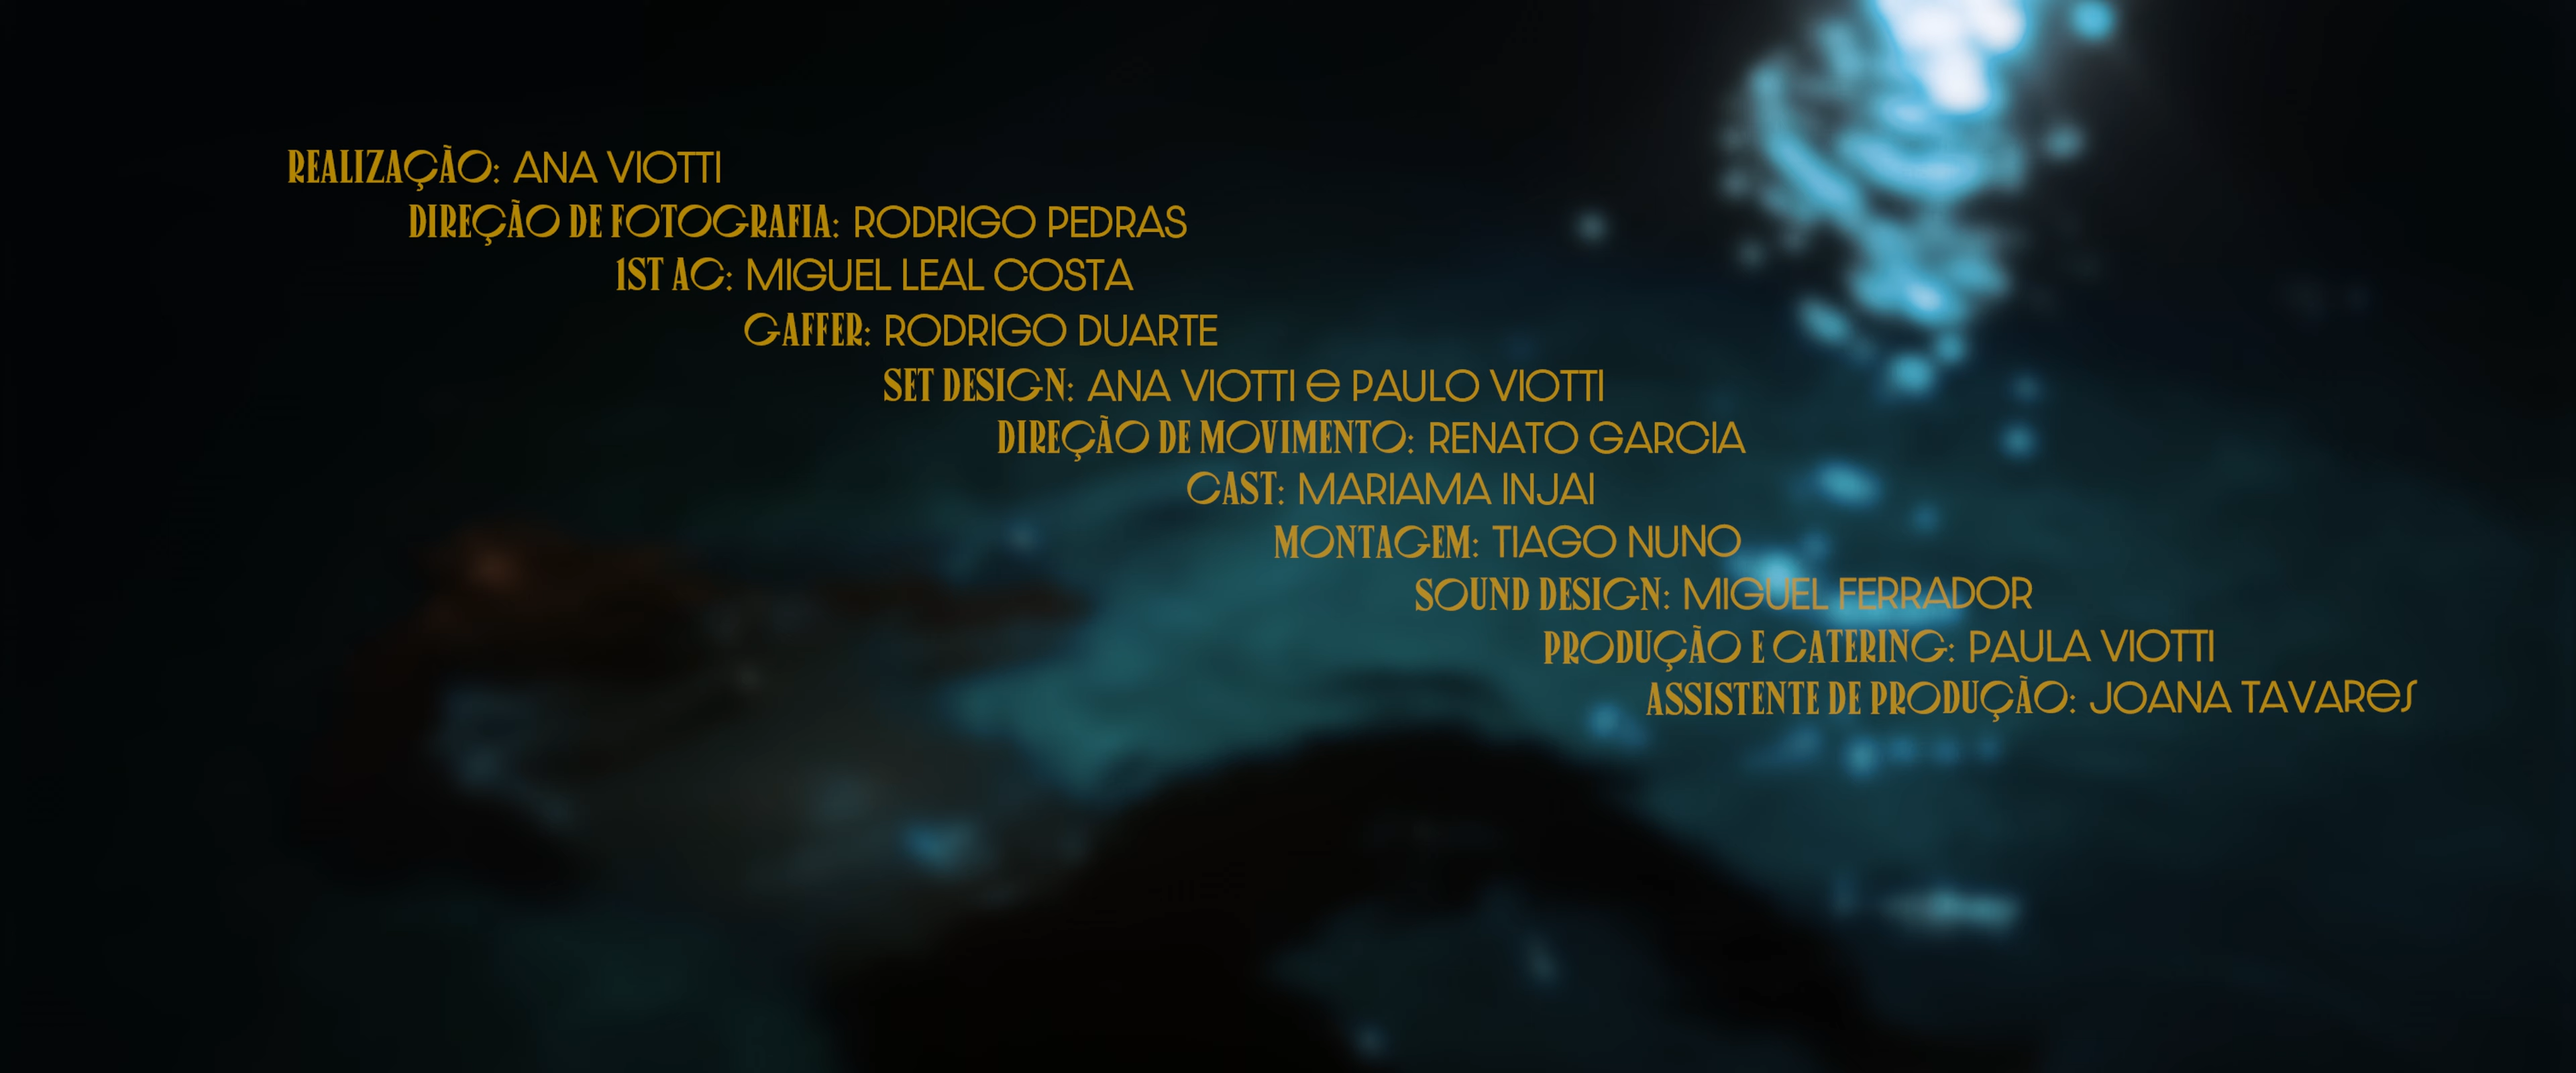 REALIZAÇÃO: ANA VIOTTI
DIREÇÃO DE FOTOGRAFIA: RODRIGO PEDRAS
1ST AC: MIGUEL LEAL COSTA
GAFFER: RODRIGO DUARTE
SET DESIGN: ANA VIOTTI e PAULO VIOTTI
DIREÇÃO DE MOVIMENTO: RENATO GARCIA
CAST: MARIAMA INJAI
MONTAGEM: TIAGO NUNO
SOUND DESIGN: MIGUEL FERRADOR
PRODUÇÃO E CATERING: PAULA VIOTTI
ASSISTENTE DE PRODUÇÃO: JOANA TAVARes